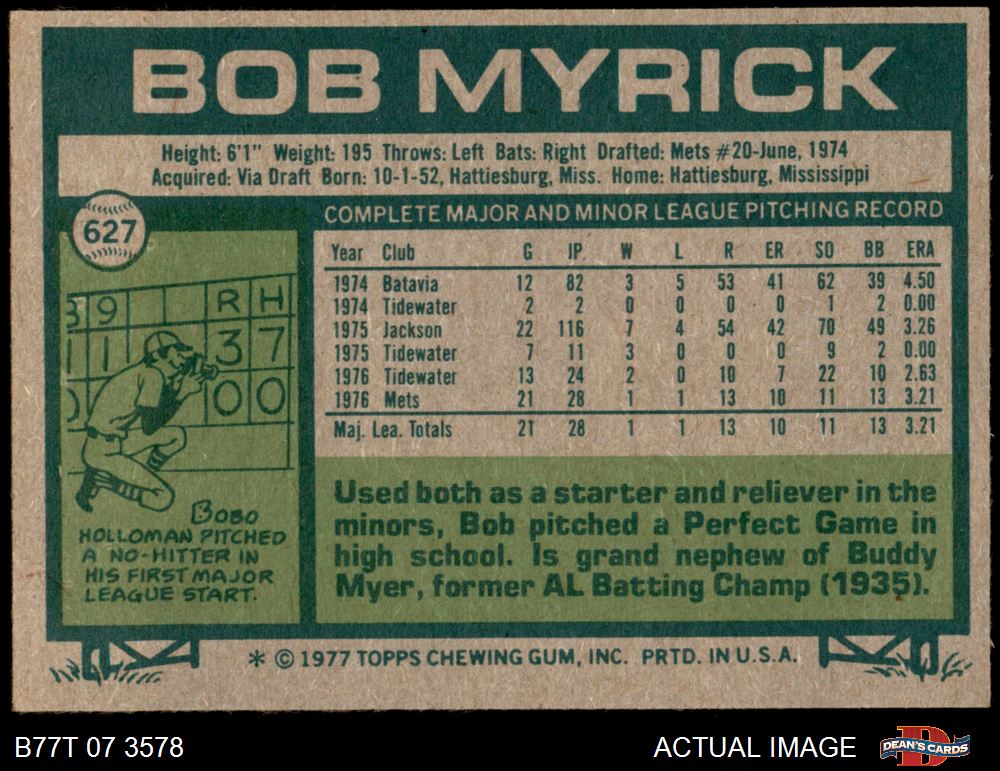 BOB MYRICK
Height: 6'1" Weight: 195 Throws: Left Bats: Right Drafted: Mets #20-June, 1974
Acquired: Via Draft Born: 10-1-52, Hattiesburg, Miss. Home: Hattiesburg, Mississippi
627
COMPLETE MAJOR AND MINOR LEAGUE PITCHING RECORD
Year Club G IP. W L R ER SO BB ERA
1974 Batavia 12 82 3 5 53 41 62 39 4.50
1974 Tidewater 2 2 0 0 0 0 1 2 0.00
1975 Jackson 22 116 7 4 54 42 70 49 3.26
1975 Tidewater 7 11 3 0 0 0 9 2 0.00
1976 Tidewater 13 24 2 0 10 7 22 10 2.63
1976 Mets 21 28 1 1 13 10 11 13 3.21
Maj. Lea. Totals 21 28 1 1 13 10 11 13 3.21
9 R H
1 1 3 7
0 0 0
BOBO
HOLLOMAN PITCHED
A NO-HITTER IN
HIS FIRST MAJOR
LEAGUE START.
Used both as a starter and reliever in the
minors, Bob pitched a Perfect Game in
high school. Is grand nephew of Buddy
Myer, former AL Batting Champ (1935).
* © 1977 TOPPS CHEWING GUM, INC. PRTD. IN U.S.A.
B77T 07 3578
ACTUAL IMAGE
DEAN'S CARDS